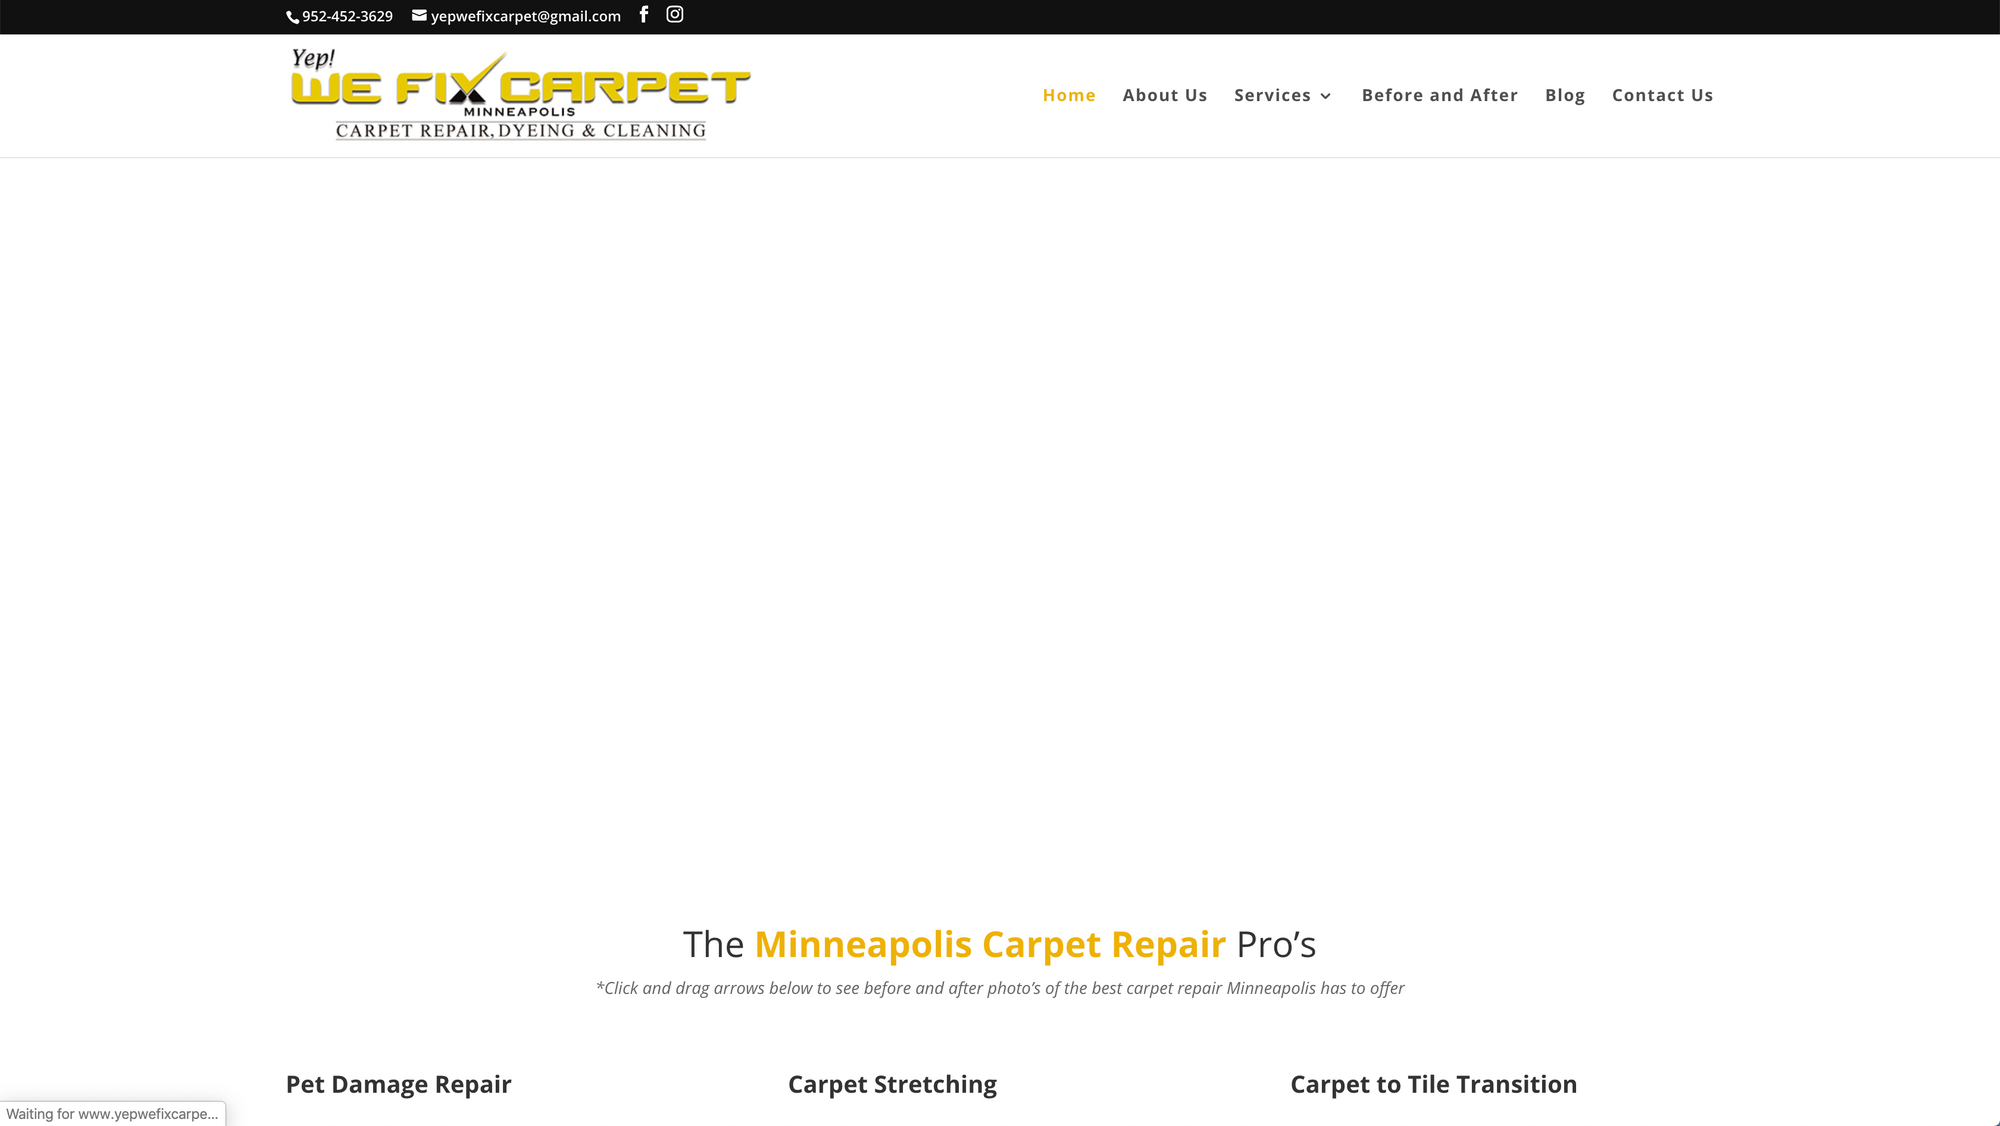 952-452-3629 yepwefixcarpet@gmail.com
Yep!
WE FIX CARPET
MINNEAPOLIS
CARPET REPAIR, DYEING & CLEANING
Home About Us Services Before and After Blog Contact Us
The Minneapolis Carpet Repair Pro’s
*Click and drag arrows below to see before and after photo’s of the best carpet repair Minneapolis has to offer
Pet Damage Repair Carpet Stretching Carpet to Tile Transition
Waiting for www.yepwefixcarpe...